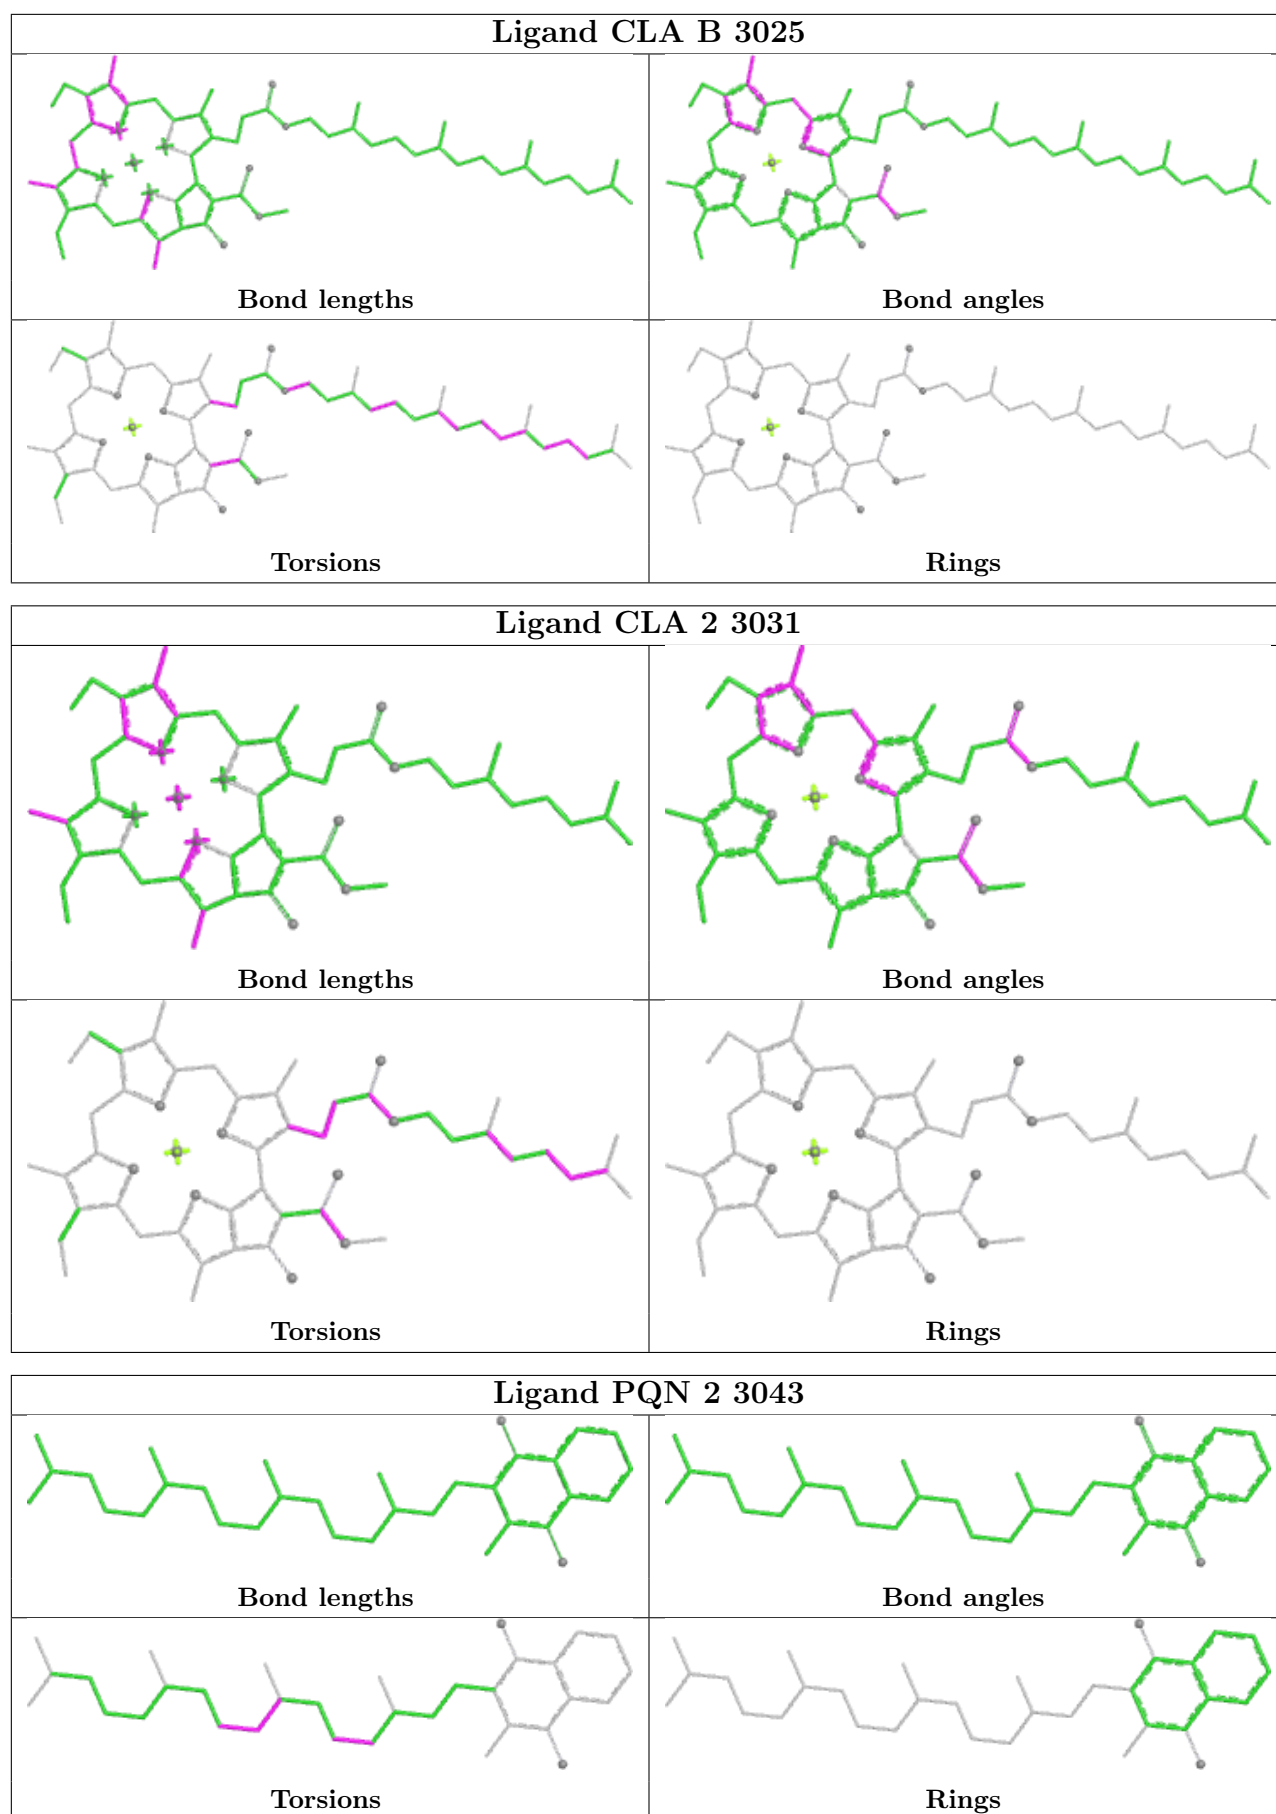 Ligand CLA B 3025
Bond lengths
Bond angles
Torsions
Rings
Ligand CLA 2 3031
Bond lengths
Bond angles
Torsions
Rings
Ligand PQN 2 3043
Bond lengths
Bond angles
Torsions
Rings